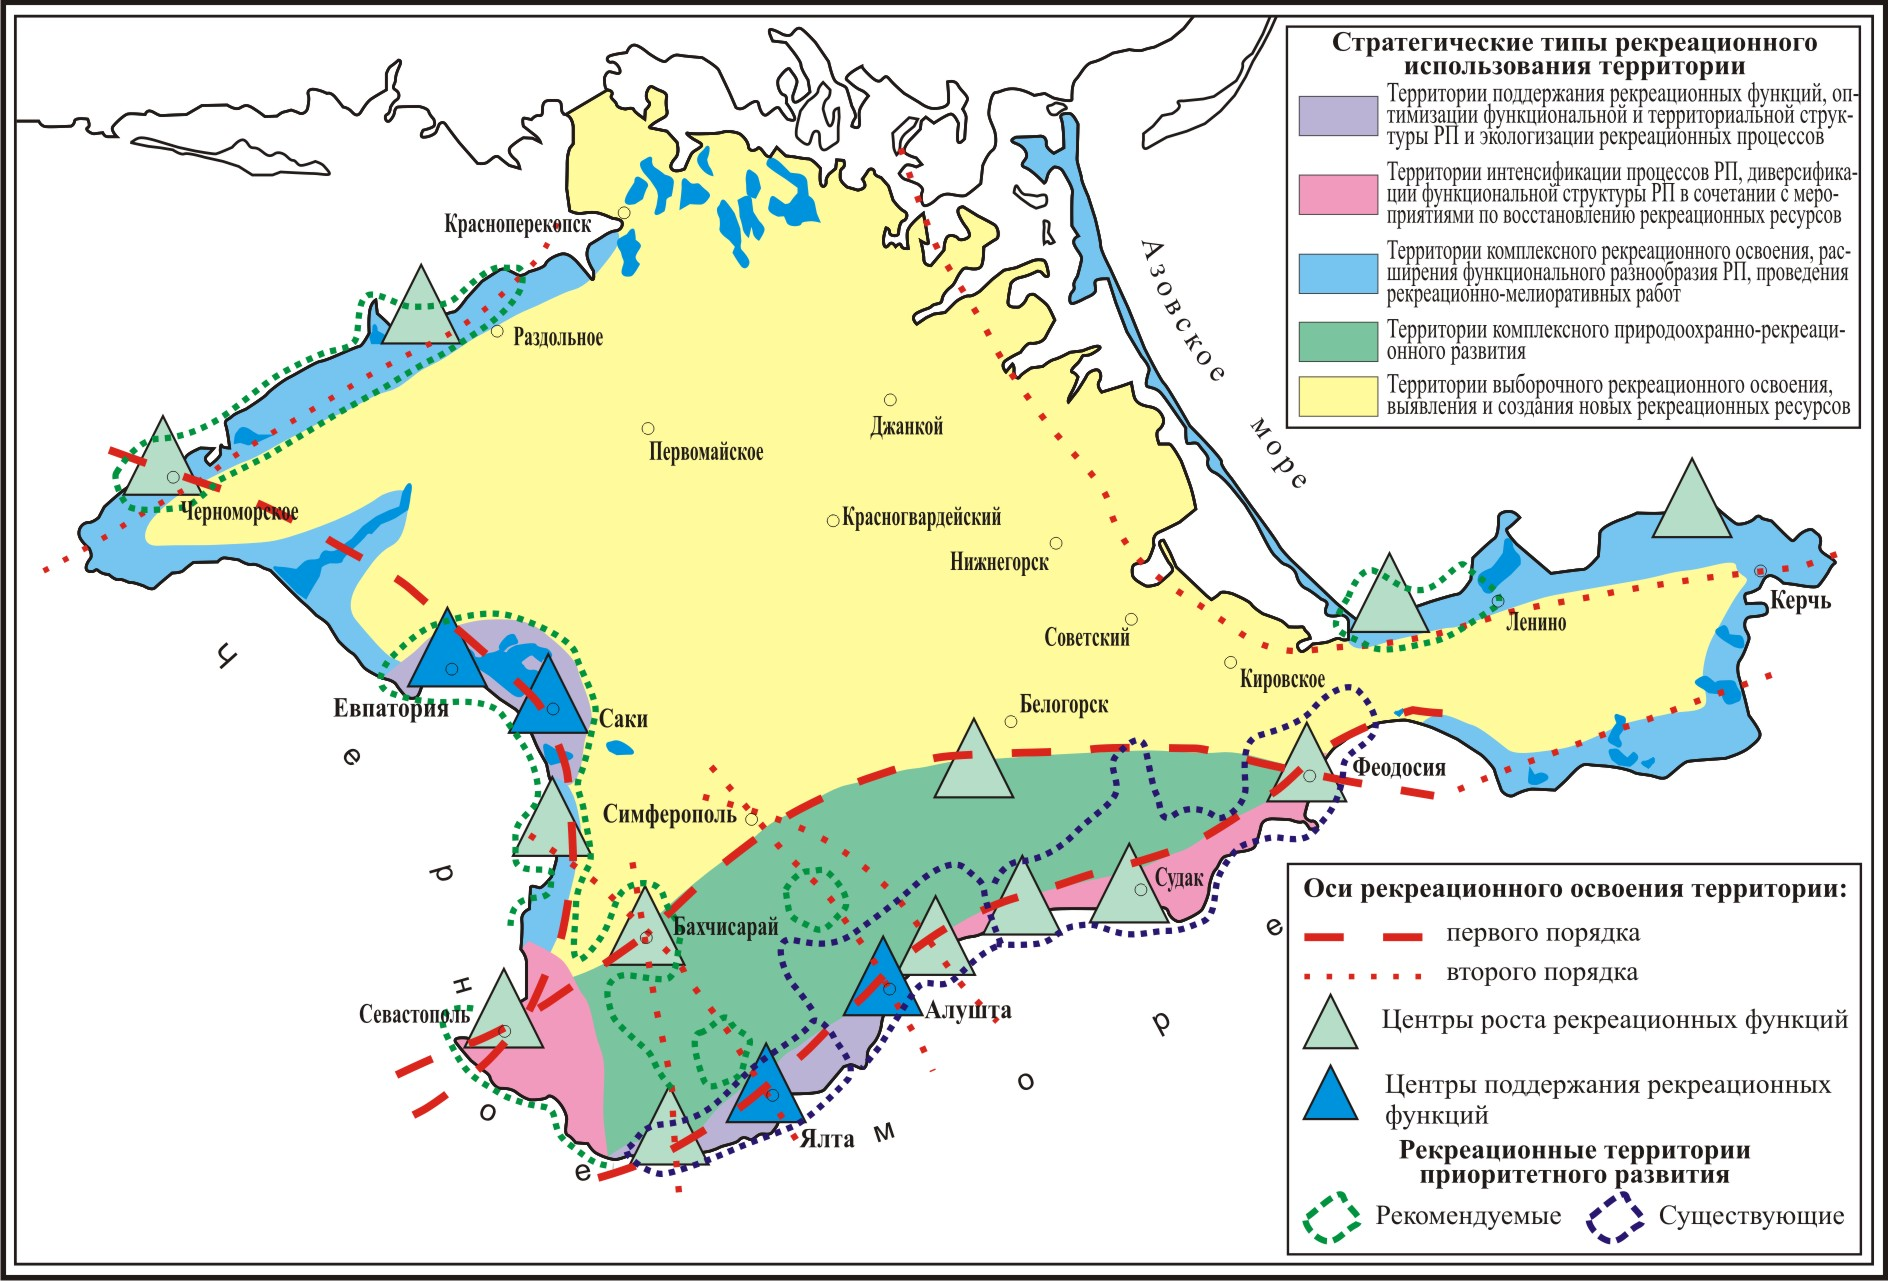 Стратегические типы рекреационного
использования территории
Территории поддержания рекреационных функций, оп-
тимизации функциональной и территориальной струк-
туры РП и экологизации рекреационных процессов
Территории интенсификации процессов РП, диверсифика-
ции функциональной структуры РП в сочетании с меро-
приятиями по восстановлению рекреационных ресурсов
Территории комплексного рекреационного освоения, рас-
ширения функционального разнообразия РП, проведения
рекреационно-мелиоративных работ
Территории комплексного природоохранно-рекреаци-
онного развития
Территории выборочного рекреационного освоения,
выявления и создания новых рекреационных ресурсов
Красноперекопск
Раздольное
Джанкой
Первомайское
Черноморское
Красногвардейский
Нижнегорск
Азовское море
Керчь
Ленино
Советский
Кировское
Евпатория
Саки
Белогорск
Феодосия
Симферополь
Судак
Бахчисарай
Севастополь
Алушта
Ялта
Черное море
Оси рекреационного освоения территории:
первого порядка
второго порядка
Центры роста рекреационных функций
Центры поддержания рекреационных
функций
Рекреационные территории
приоритетного развития
Рекомендуемые
Существующие